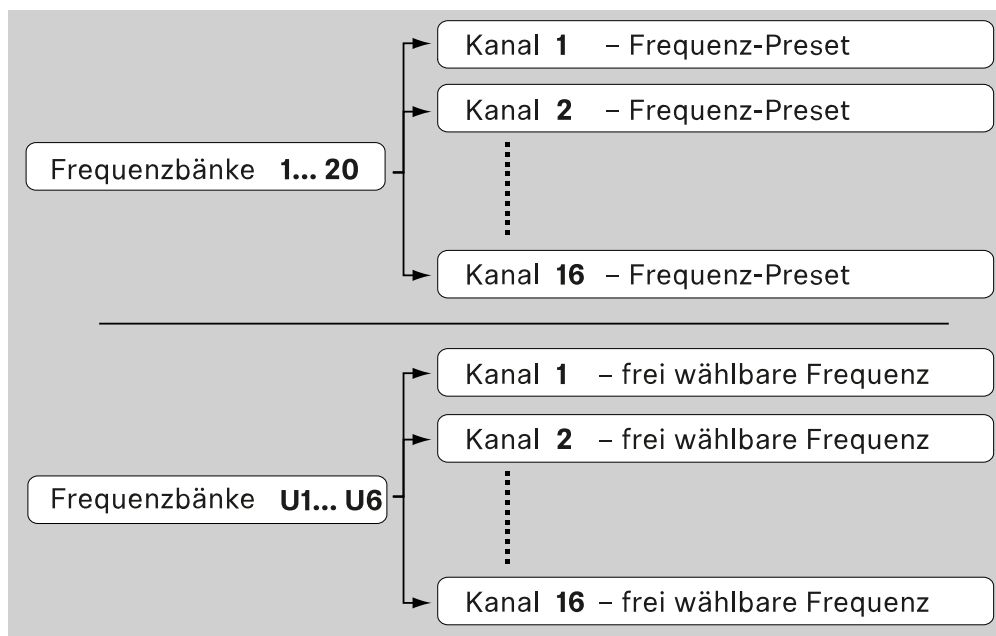 Kanal 1 – Frequenz-Preset
Kanal 2 – Frequenz-Preset
Frequenzbänke 1... 20
Kanal 16 – Frequenz-Preset
Kanal 1 – frei wählbare Frequenz
Kanal 2 – frei wählbare Frequenz
Frequenzbänke U1... U6
Kanal 16 – frei wählbare Frequenz